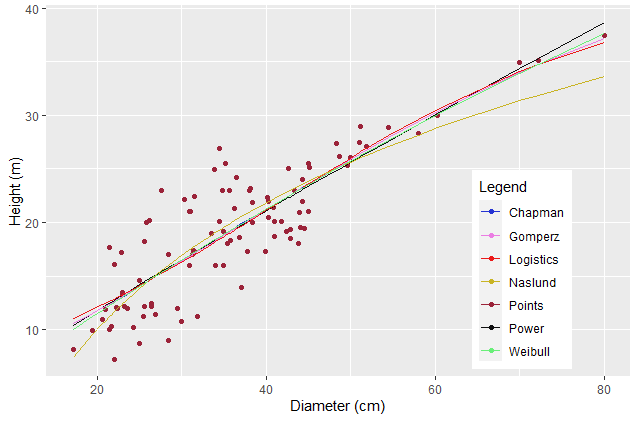 40
30
20
10
Height (m)
20
40
60
80
Diameter (cm)
Legend
Chapman
Gomperz
Logistics
Naslund
Points
Power
Weibull